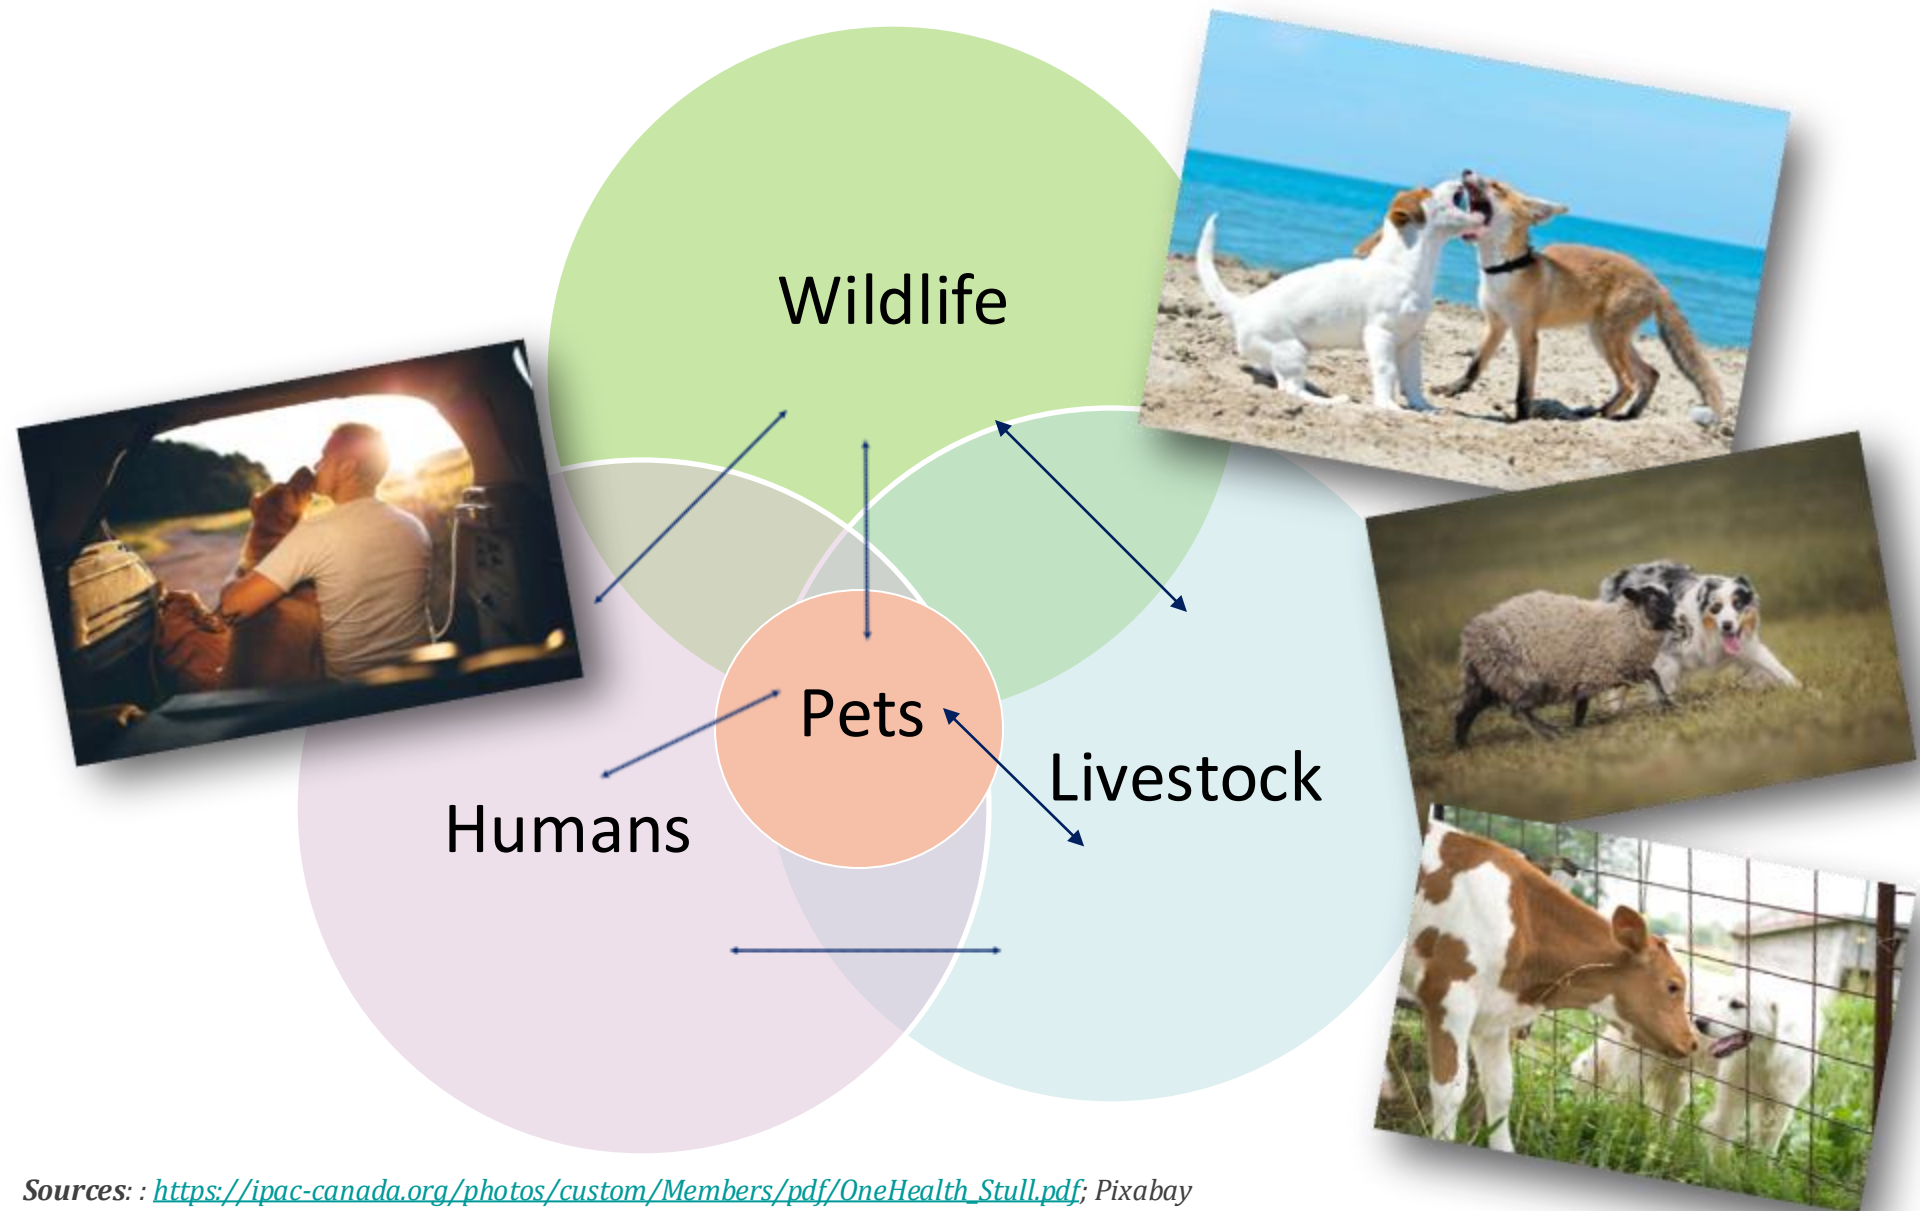 Wildlife
Pets
Livestock
Humans
Sources: : https://ipac-canada.org/photos/custom/Members/pdf/OneHealth_Stull.pdf; Pixabay